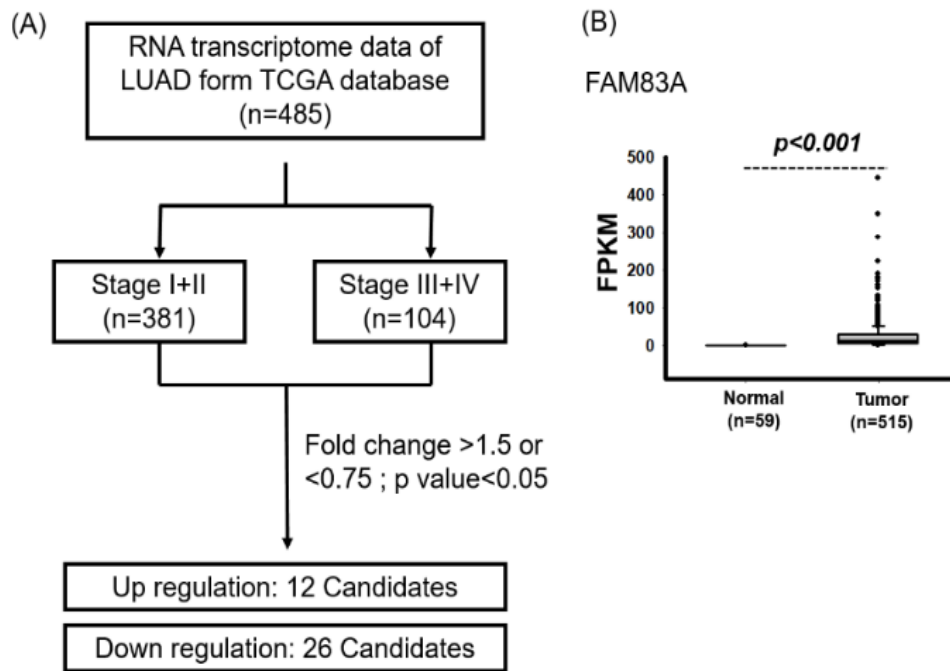 (A)
RNA transcriptome data of
LUAD form TCGA database
(n=485)
Stage I+II
(n=381)
Stage III+IV
(n=104)
Fold change >1.5 or
<0.75 ; p value<0.05
Up regulation: 12 Candidates
Down regulation: 26 Candidates
(B)
FAM83A
p<0.001
FPKM
500
400
300
200
100
0
Normal
(n=59)
Tumor
(n=515)